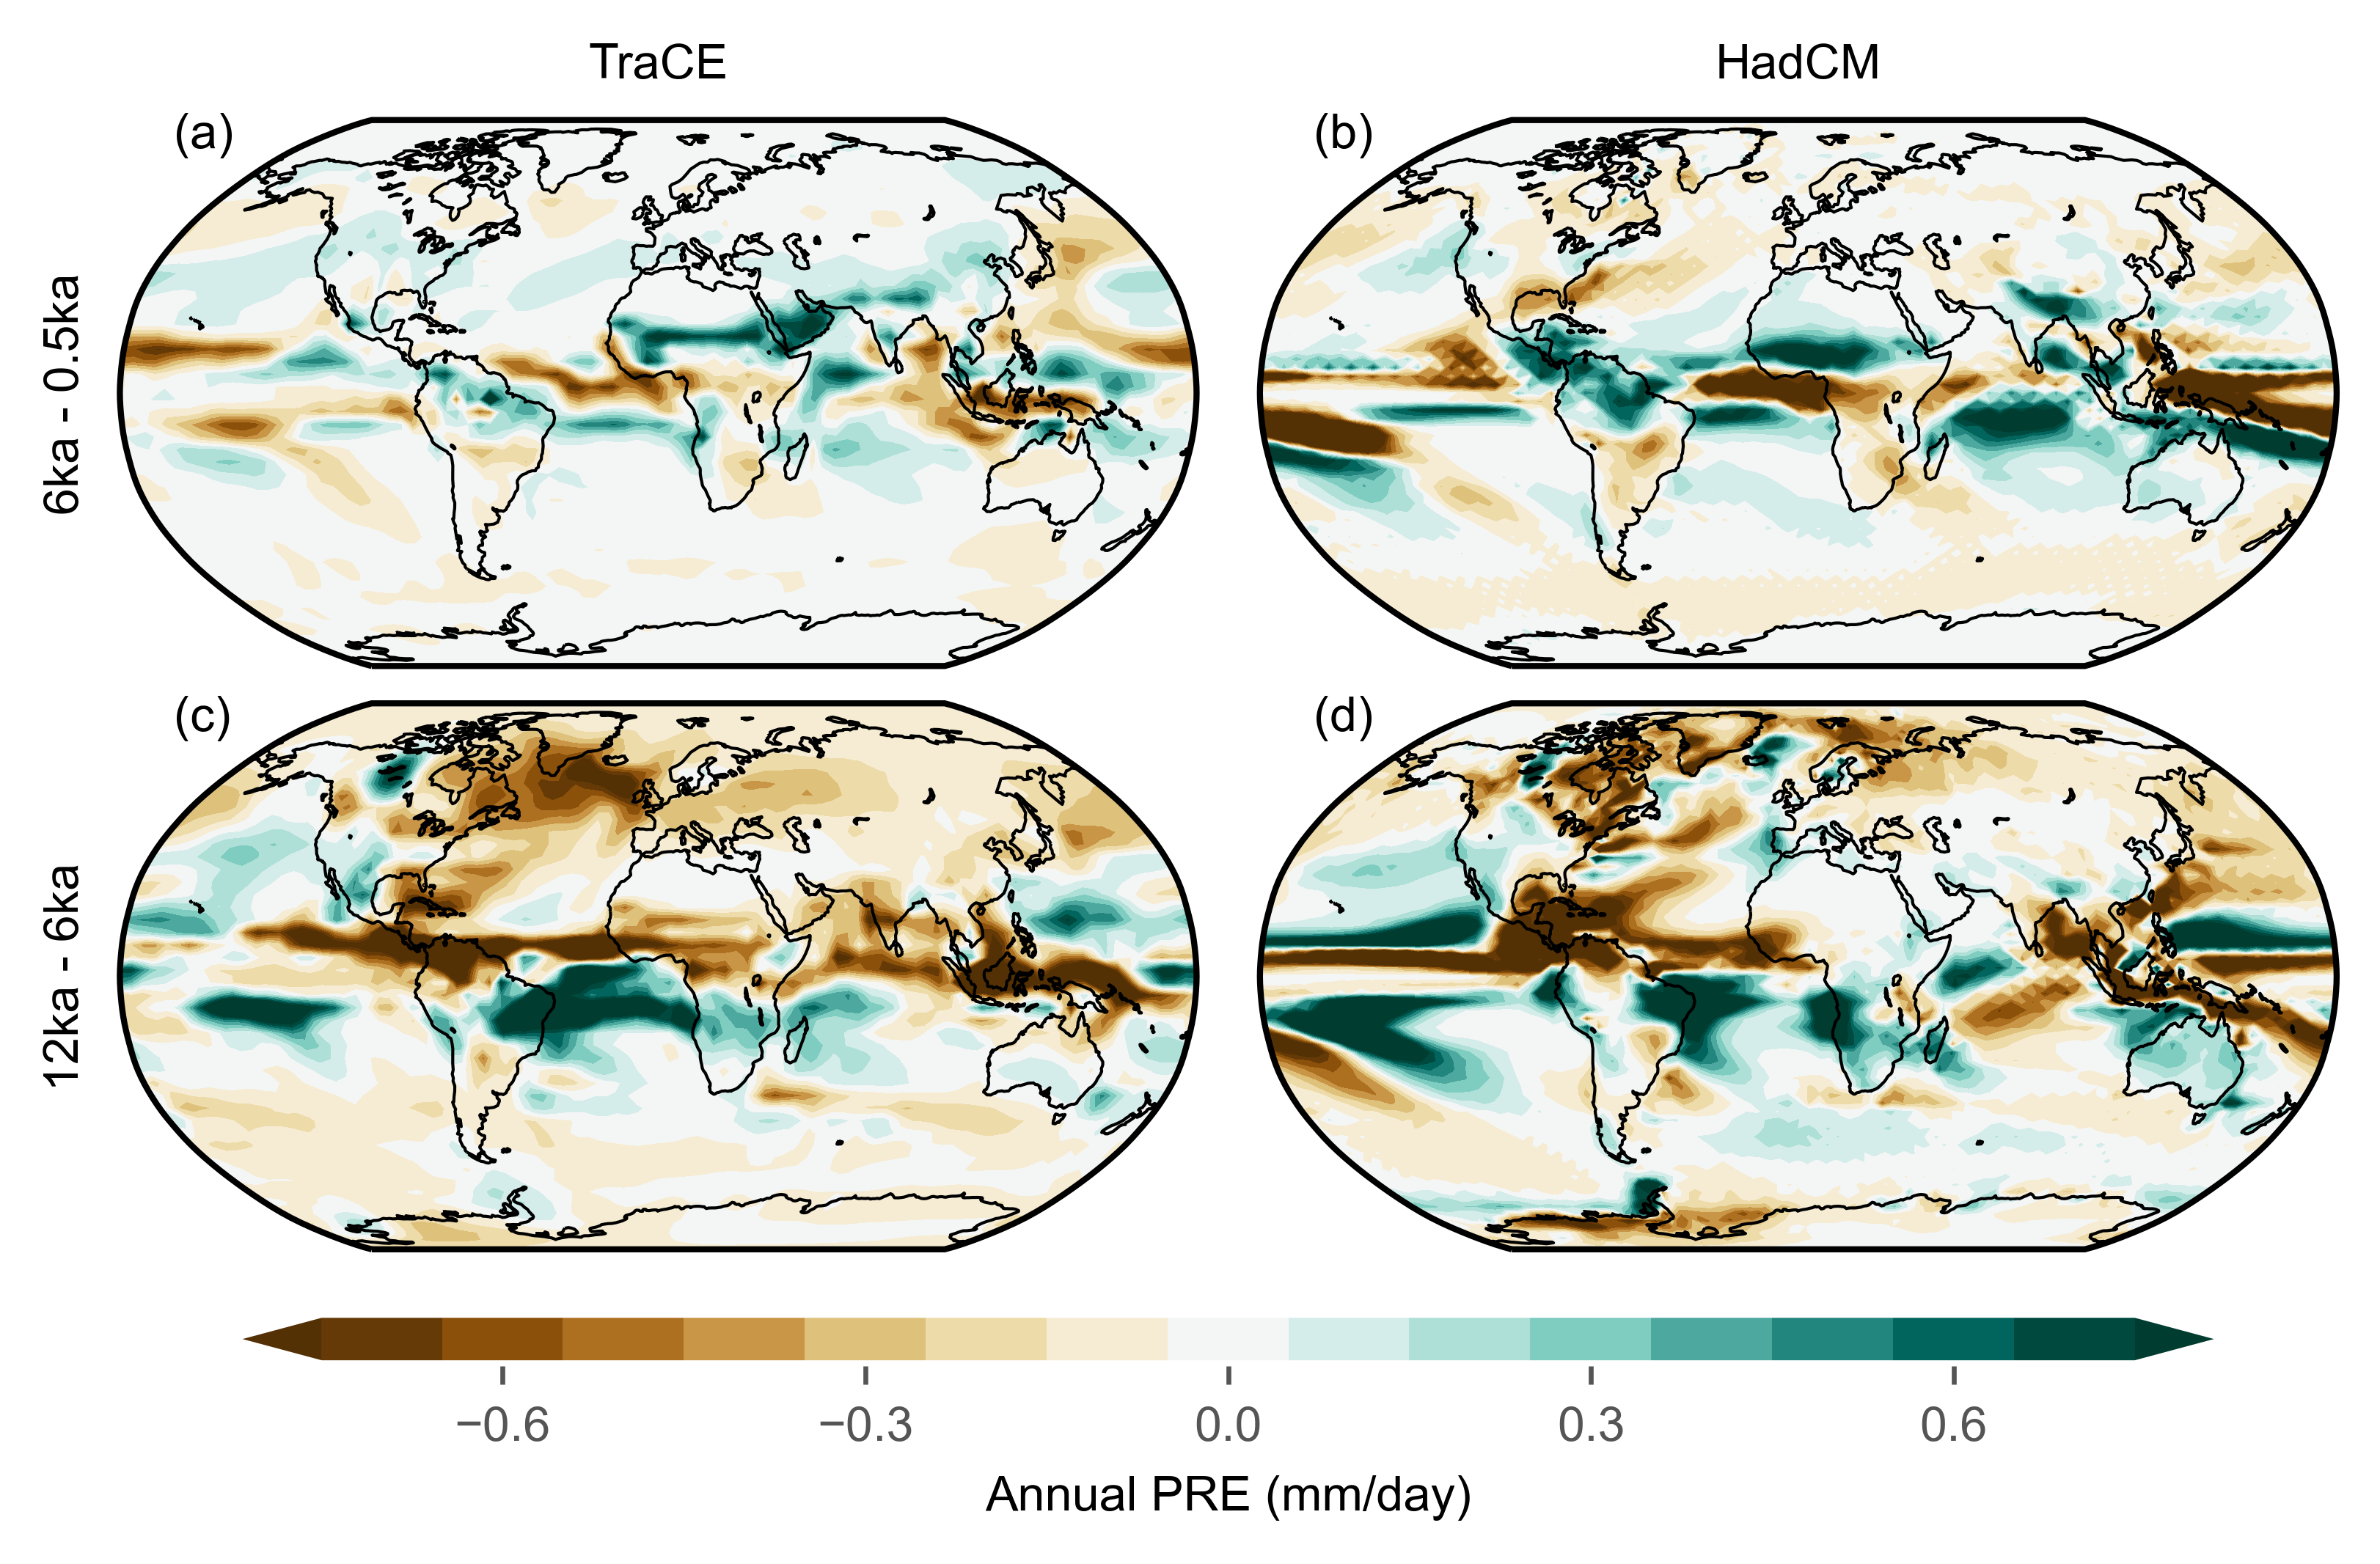 TraCE
HadCM
(a)
(b)
6ka - 0.5ka
(c)
(d)
12ka - 6ka
−0.6
−0.3
0.0
0.3
0.6
Annual PRE (mm/day)